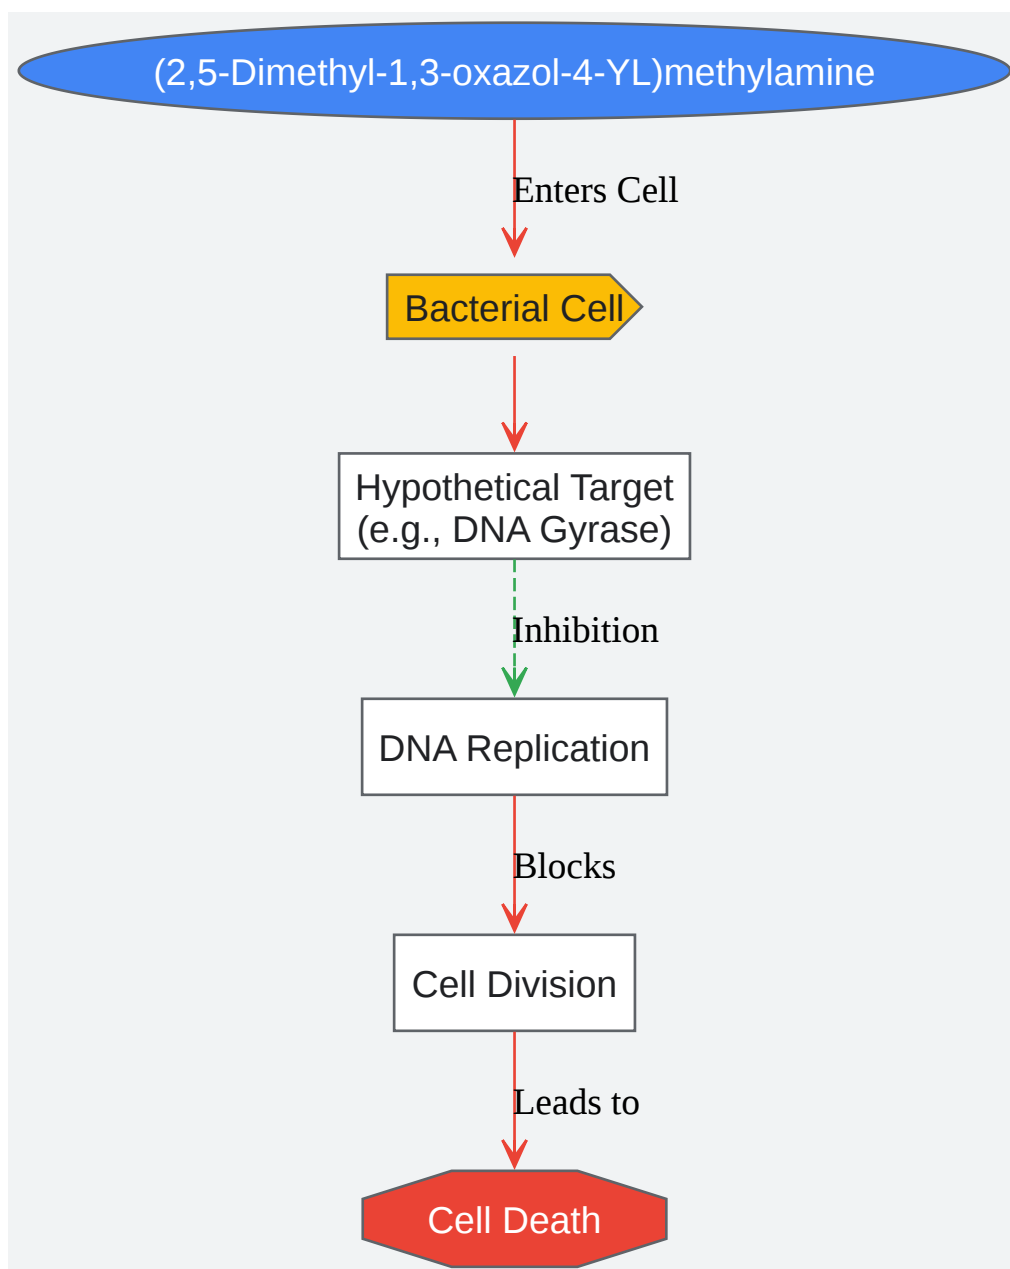 (2,5-Dimethyl-1,3-oxazol-4-YL)methylamine
Enters Cell
Bacterial Cell
Hypothetical Target
(e.g., DNA Gyrase)
Inhibition
DNA Replication
Blocks
Cell Division
Leads to
Cell Death